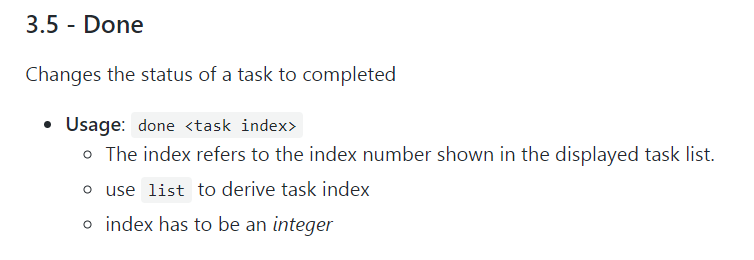 3.5 - Done
Changes the status of a task to completed
Usage: done <task index>
The index refers to the index number shown in the displayed task list.
use list to derive task index
index has to be an integer